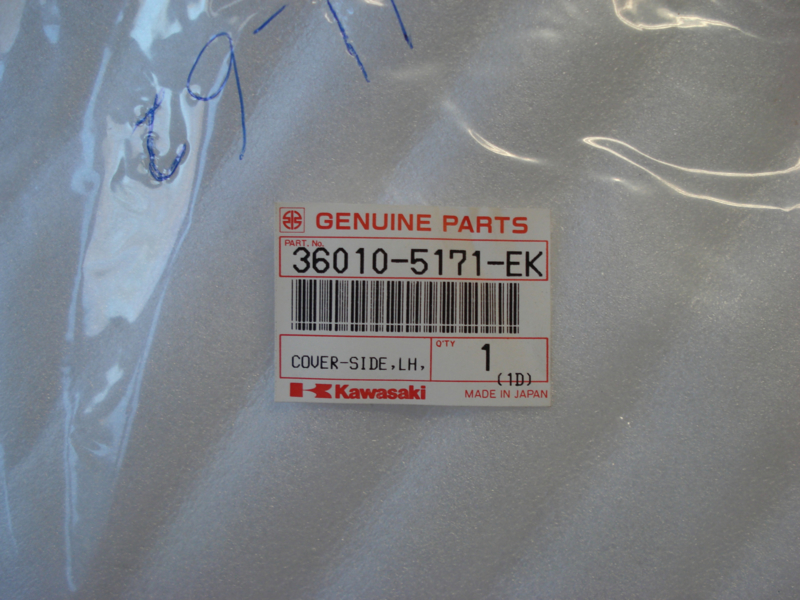 GENUINE PARTS
PART. No.
36010-5171-EK
COVER-SIDE,LH,
Q'TY
1
(1D)
Kawasaki
MADE IN JAPAN